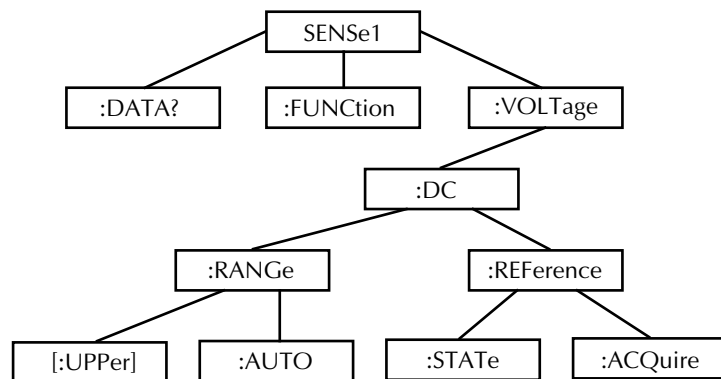 SENSe1
:DATA?
:FUNCtion
:VOLTage
:DC
:RANGe
:REFerence
[:UPPer]
:AUTO
:STATe
:ACQuire